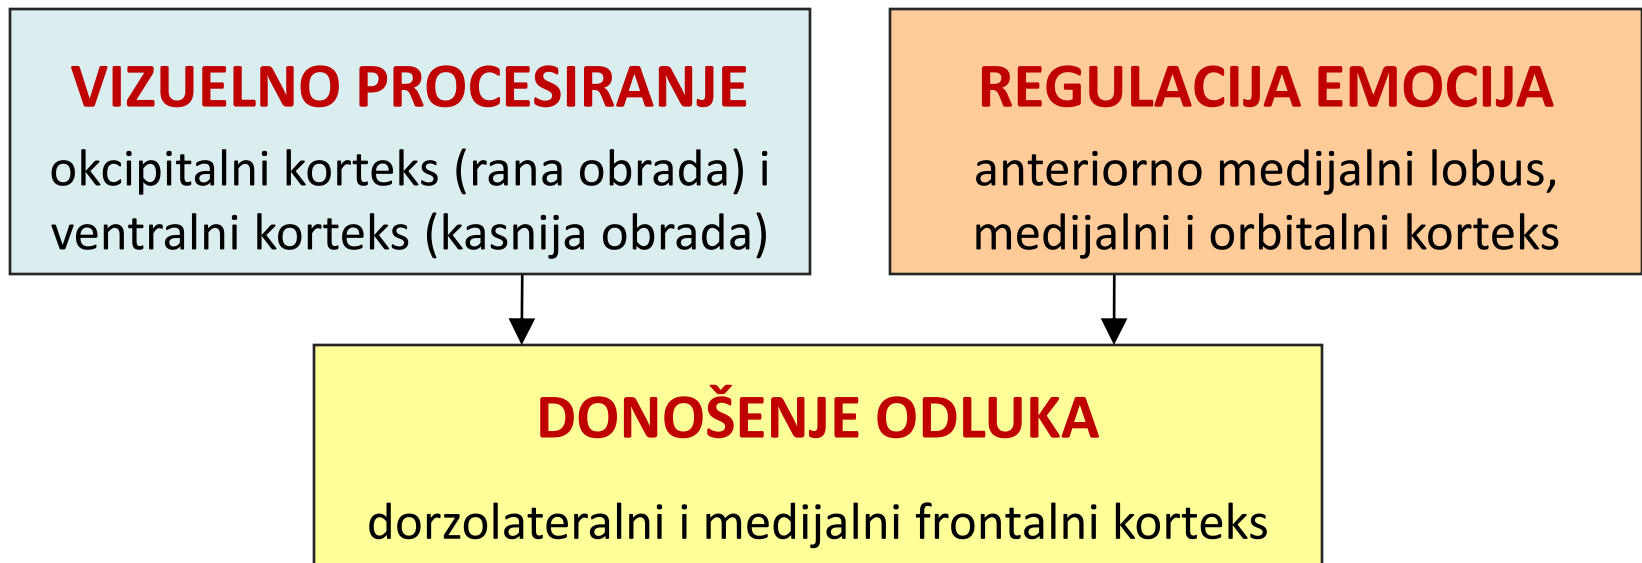 VIZUELNO PROCESIRANJE
okcipitalni korteks (rana obrada) i
ventralni korteks (kasnija obrada)
REGULACIJA EMOCIJA
anteriorno medijalni lobus,
medijalni i orbitalni korteks
DONOŠENJE ODLUKA
dorzolateralni i medijalni frontalni korteks